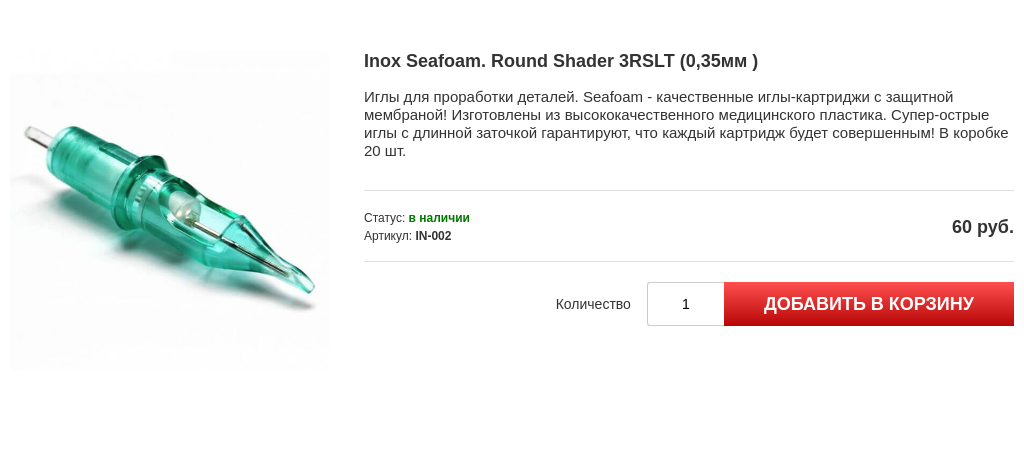 Inox Seafoam. Round Shader 3RSLT (0,35мм )
Иглы для проработки деталей. Seafoam - качественные иглы-картриджи с защитной
мембраной! Изготовлены из высококачественного медицинского пластика. Супер-острые
иглы с длинной заточкой гарантируют, что каждый картридж будет совершенным! В коробке
20 шт.
Статус: в наличии
Артикул: IN-002
60 руб.
Количество 1 ДОБАВИТЬ В КОРЗИНУ